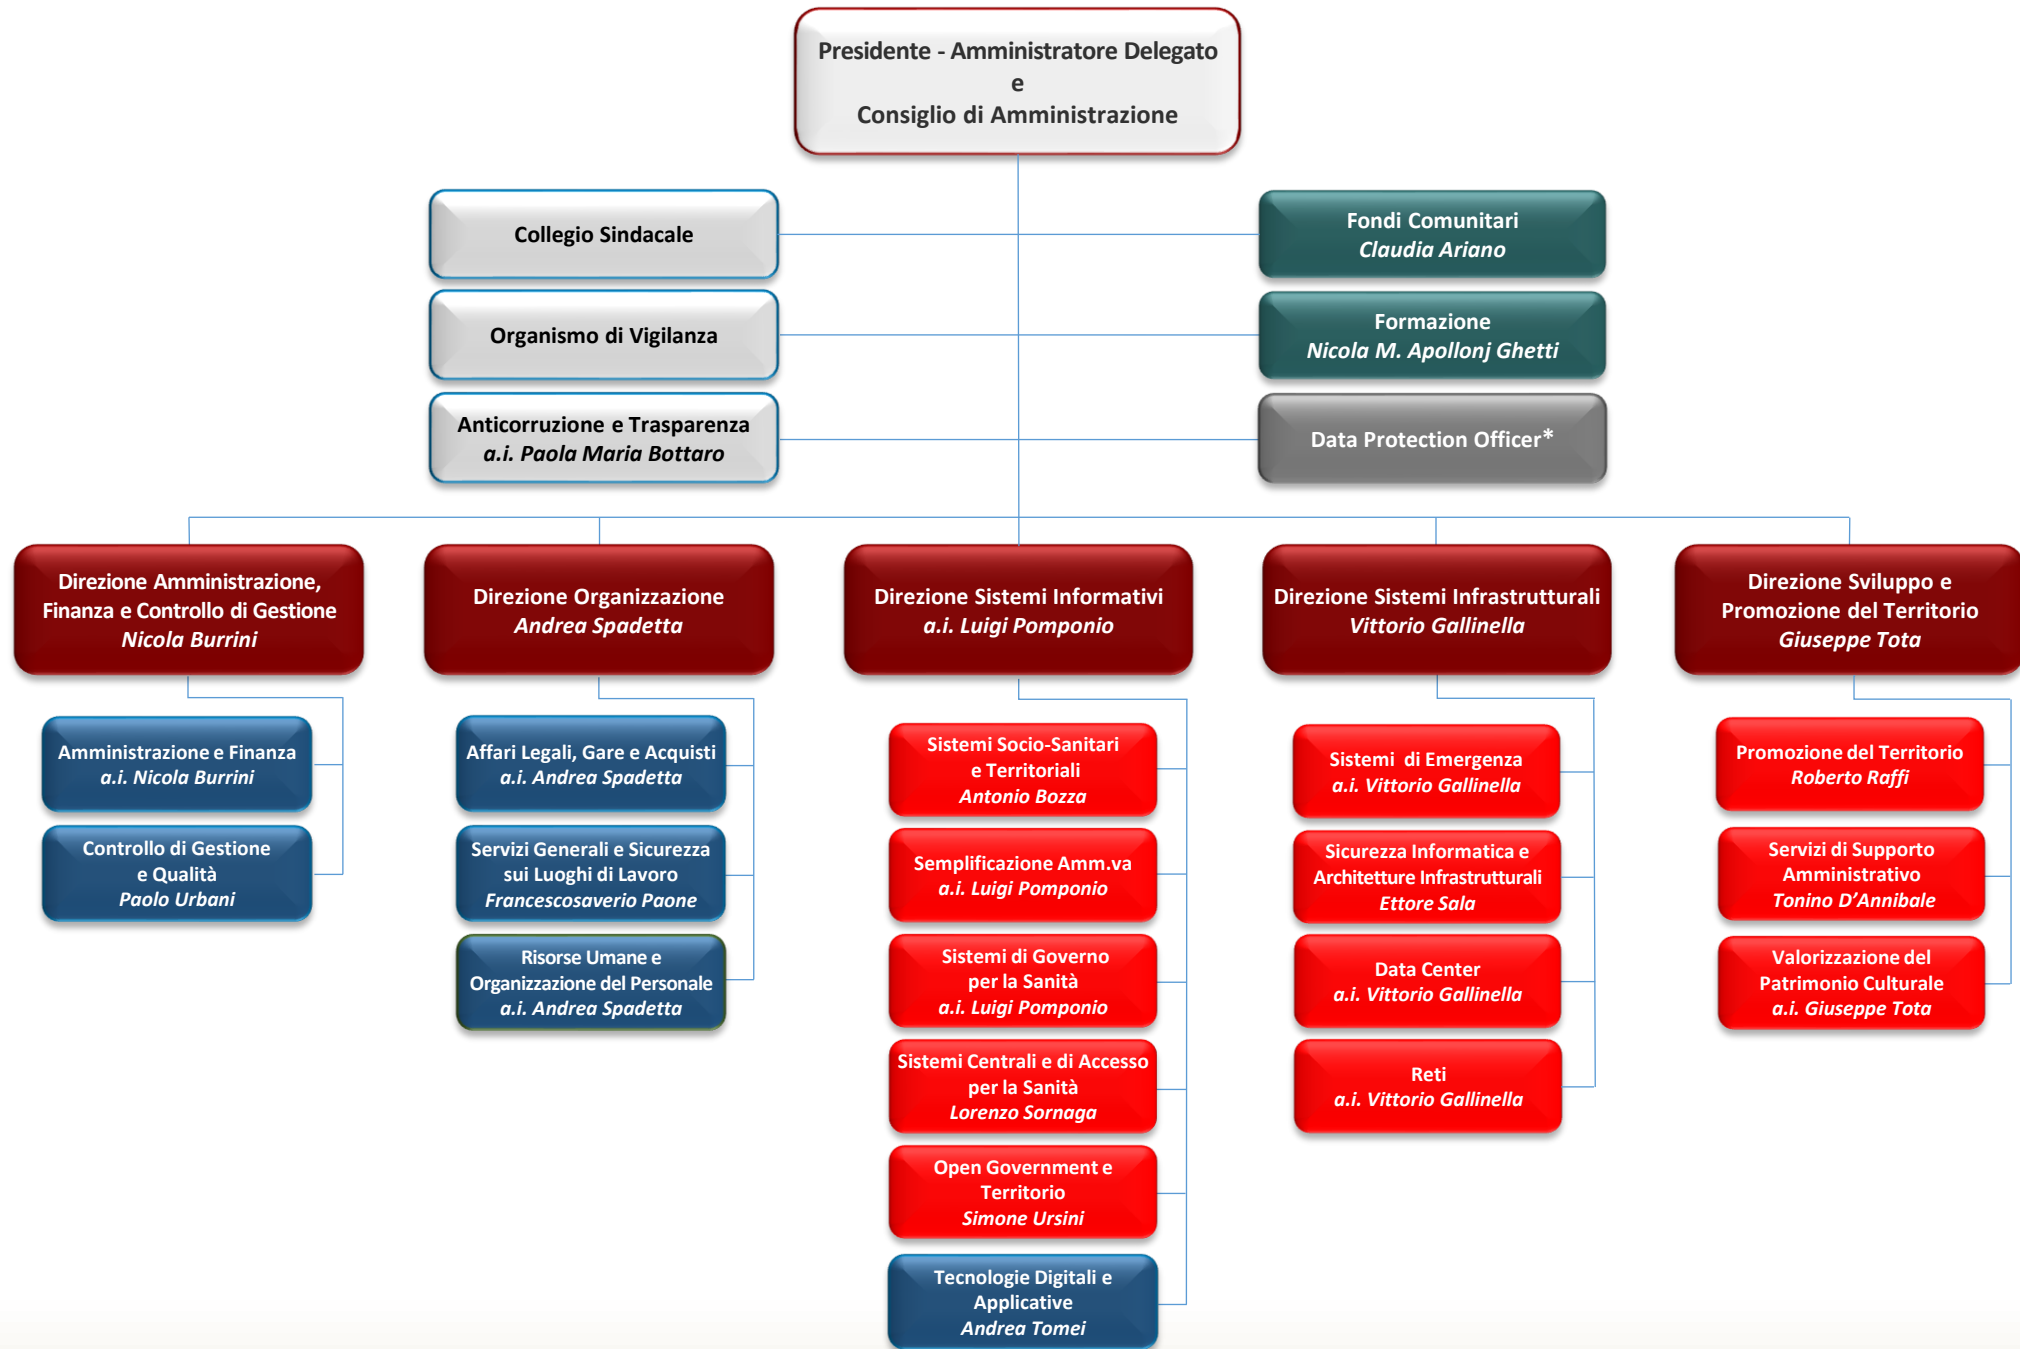 Presidente - Amministratore Delegato
e
Consiglio di Amministrazione
Collegio Sindacale
Fondi Comunitari
Claudia Ariano
Organismo di Vigilanza
Formazione
Nicola M. Apollonj Ghetti
Anticorruzione e Trasparenza
a.i. Paola Maria Bottaro
Data Protection Officer*
Direzione Amministrazione,
Finanza e Controllo di Gestione
Nicola Burrini
Direzione Organizzazione
Andrea Spadetta
Direzione Sistemi Informativi
a.i. Luigi Pomponio
Direzione Sistemi Infrastrutturali
Vittorio Gallinella
Direzione Sviluppo e
Promozione del Territorio
Giuseppe Tota
Amministrazione e Finanza
a.i. Nicola Burrini
Controllo di Gestione
e Qualità
Paolo Urbani
Affari Legali, Gare e Acquisti
a.i. Andrea Spadetta
Servizi Generali e Sicurezza
sui Luoghi di Lavoro
Francescosaverio Paone
Risorse Umane e
Organizzazione del Personale
a.i. Andrea Spadetta
Sistemi Socio-Sanitari
e Territoriali
Antonio Bozza
Semplificazione Amm.va
a.i. Luigi Pomponio
Sistemi di Governo
per la Sanità
a.i. Luigi Pomponio
Sistemi Centrali e di Accesso
per la Sanità
Lorenzo Sornaga
Open Government e
Territorio
Simone Ursini
Tecnologie Digitali e
Applicative
Andrea Tomei
Sistemi di Emergenza
a.i. Vittorio Gallinella
Sicurezza Informatica e
Architetture Infrastrutturali
Ettore Sala
Data Center
a.i. Vittorio Gallinella
Reti
a.i. Vittorio Gallinella
Promozione del Territorio
Roberto Raffi
Servizi di Supporto
Amministrativo
Tonino D’Annibale
Valorizzazione del
Patrimonio Culturale
a.i. Giuseppe Tota